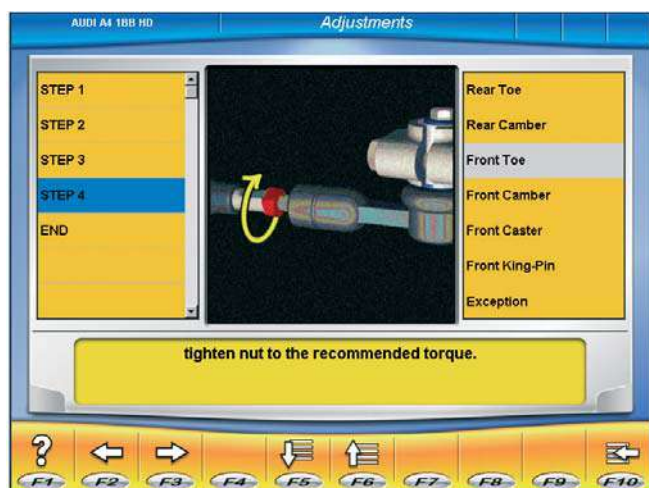 AUDI A4 18B HD
Adjustments
STEP 1
STEP 2
STEP 3
STEP 4
END
Rear Toe
Rear Camber
Front Toe
Front Camber
Front Caster
Front King-Pin
Exception
tighten nut to the recommended torque.
?
F1
F2
F3
F4
F5
F6
F7
F8
F9
F10